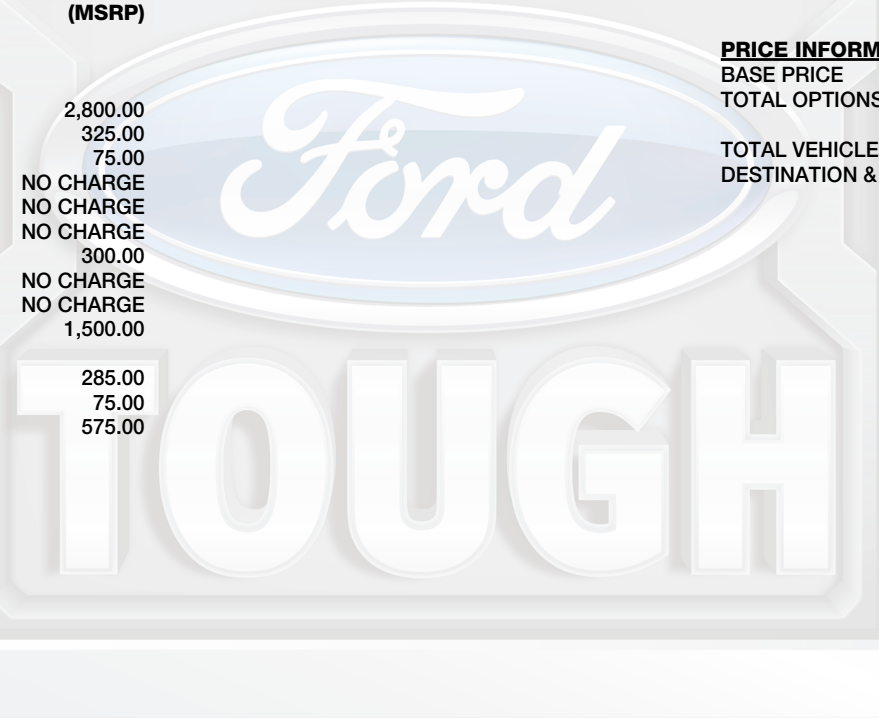 (MSRP)
2,800.00
325.00
75.00
NO CHARGE
NO CHARGE
NO CHARGE
300.00
NO CHARGE
NO CHARGE
1,500.00
285.00
75.00
575.00
PRICE INFORM
BASE PRICE
TOTAL OPTIONS
TOTAL VEHICLE
DESTINATION &
Ford
TOUGH